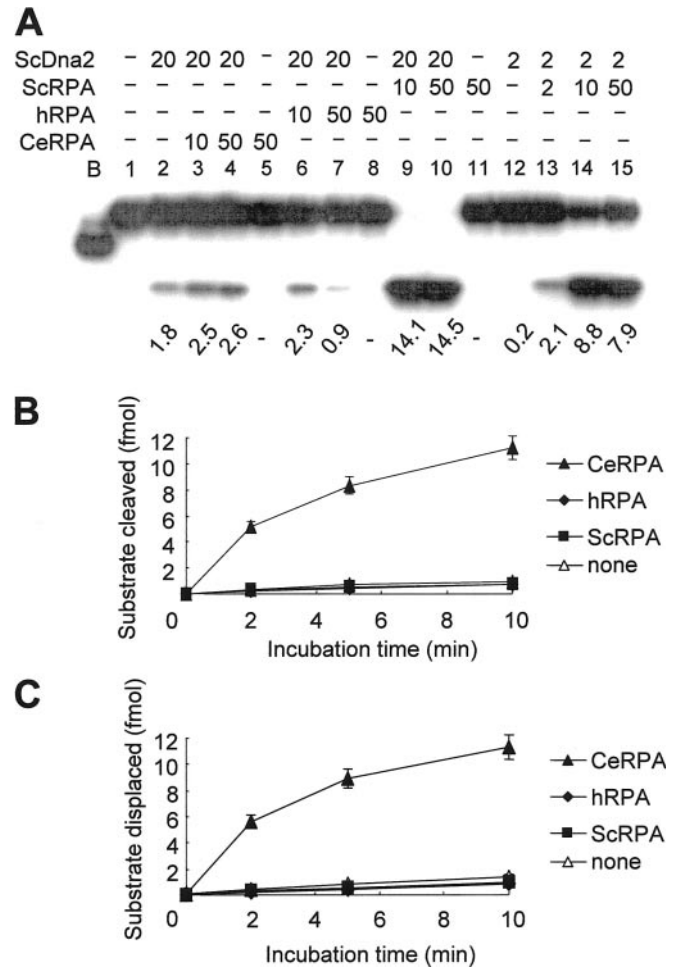 A
ScDna2 – 20 20 20 – 20 20 – 20 20 – 2 2 2 2
ScRPA – – – – – – – – 10 50 50 – 2 10 50
hRPA – – – – – 10 50 50 – – – – – – –
CeRPA – – 10 50 50 – – – – – – – – – –
B 1 2 3 4 5 6 7 8 9 10 11 12 13 14 15
1.8 2.5 2.6 - 2.3 0.9 - 14.1 14.5 - 0.2 2.1 8.8 7.9
B
Substrate cleaved (fmol)
12
10
8
6
4
2
0 2 4 6 8 10
Incubation time (min)
CeRPA
hRPA
ScRPA
none
C
Substrate displaced (fmol)
12
10
8
6
4
2
0 2 4 6 8 10
Incubation time (min)
CeRPA
hRPA
ScRPA
none